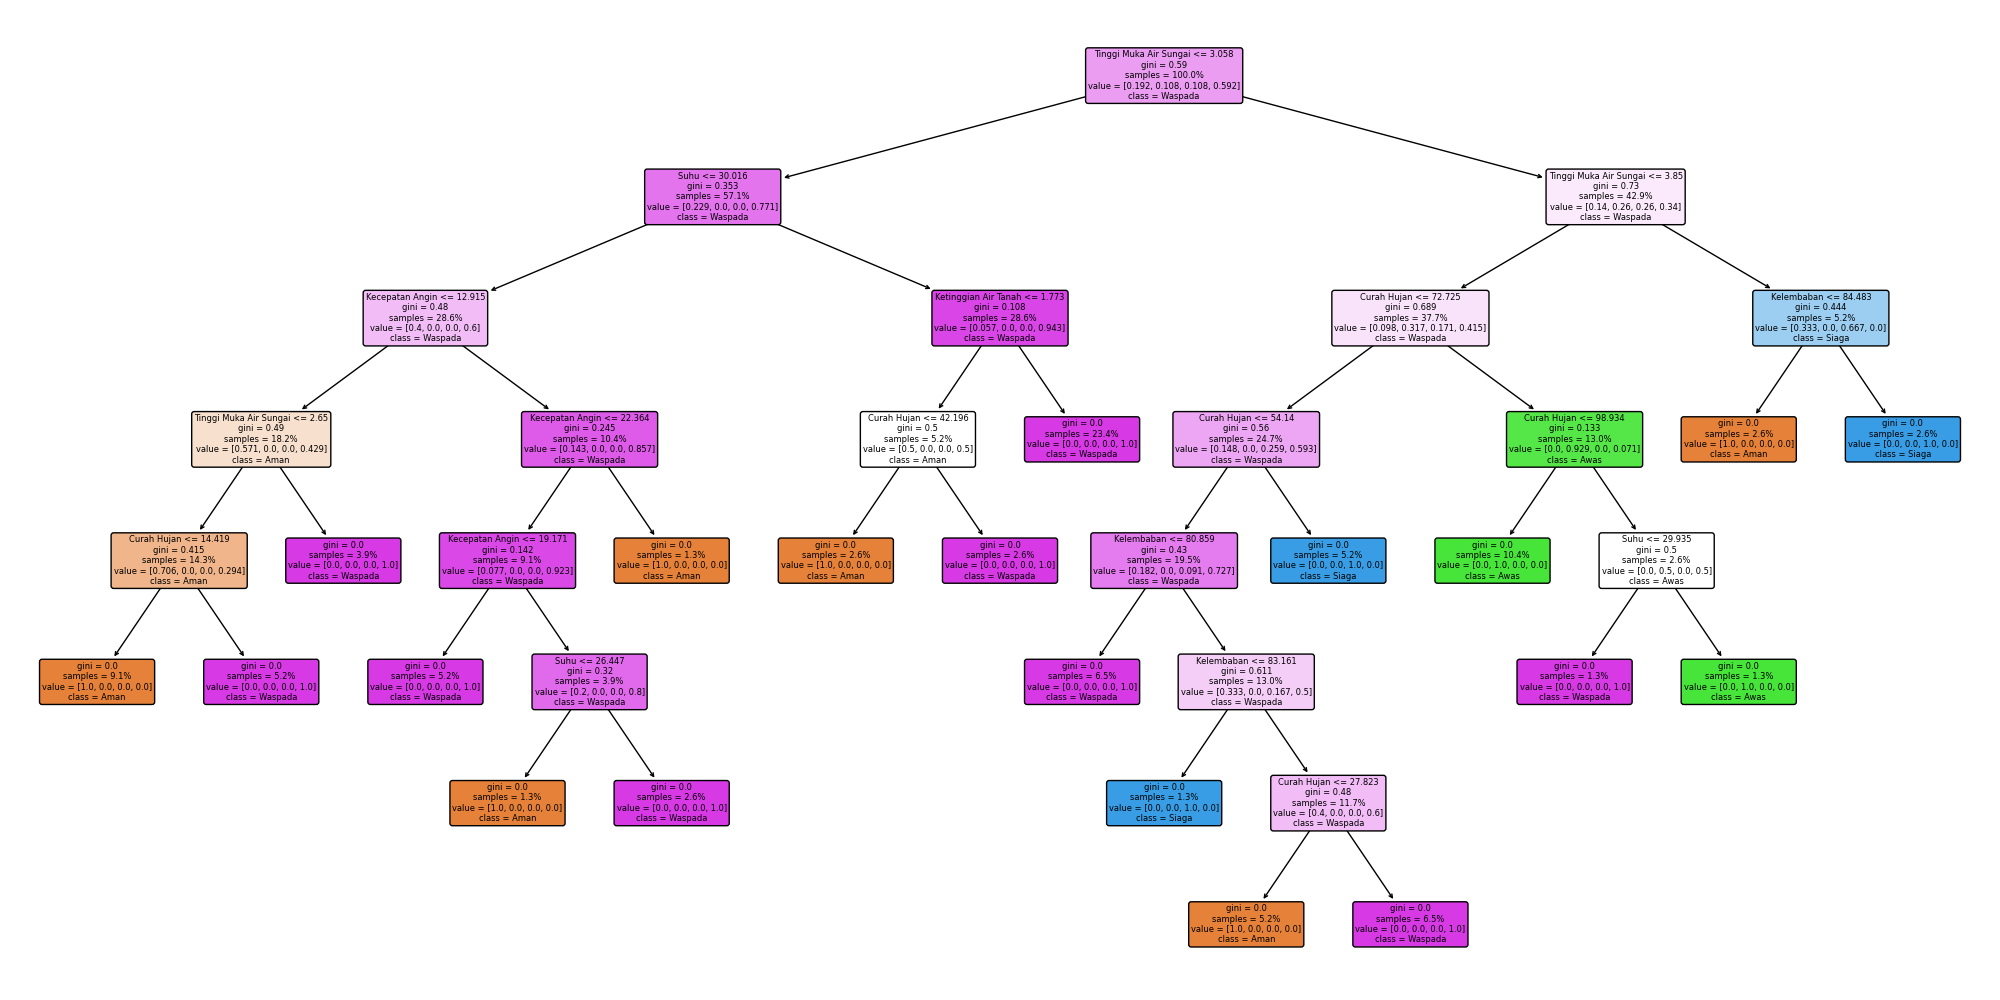 Tinggi Muka Air Sungai <= 3.058
gini = 0.59
samples = 100.0%
value = [0.192, 0.108, 0.108, 0.592]
class = Waspada
Suhu <= 30.016
gini = 0.353
samples = 57.1%
value = [0.229, 0.0, 0.0, 0.771]
class = Waspada
Tinggi Muka Air Sungai <= 3.85
gini = 0.73
samples = 42.9%
value = [0.14, 0.26, 0.26, 0.34]
class = Waspada
Kecepatan Angin <= 12.915
gini = 0.48
samples = 28.6%
value = [0.4, 0.0, 0.0, 0.6]
class = Waspada
Ketinggian Air Tanah <= 1.773
gini = 0.108
samples = 28.6%
value = [0.057, 0.0, 0.0, 0.943]
class = Waspada
Curah Hujan <= 72.725
gini = 0.689
samples = 37.7%
value = [0.098, 0.317, 0.171, 0.415]
class = Waspada
Kelembaban <= 84.483
gini = 0.444
samples = 5.2%
value = [0.333, 0.0, 0.667, 0.0]
class = Siaga
Tinggi Muka Air Sungai <= 2.65
gini = 0.49
samples = 18.2%
value = [0.571, 0.0, 0.0, 0.429]
class = Aman
Kecepatan Angin <= 22.364
gini = 0.245
samples = 10.4%
value = [0.143, 0.0, 0.0, 0.857]
class = Waspada
Curah Hujan <= 42.196
gini = 0.5
samples = 5.2%
value = [0.5, 0.0, 0.0, 0.5]
class = Aman
gini = 0.0
samples = 23.4%
value = [0.0, 0.0, 0.0, 1.0]
class = Waspada
Curah Hujan <= 54.14
gini = 0.56
samples = 24.7%
value = [0.148, 0.0, 0.259, 0.593]
class = Waspada
Curah Hujan <= 98.934
gini = 0.133
samples = 13.0%
value = [0.0, 0.929, 0.0, 0.071]
class = Awas
gini = 0.0
samples = 2.6%
value = [1.0, 0.0, 0.0, 0.0]
class = Aman
gini = 0.0
samples = 2.6%
value = [0.0, 0.0, 1.0, 0.0]
class = Siaga
Curah Hujan <= 14.419
gini = 0.415
samples = 14.3%
value = [0.706, 0.0, 0.0, 0.294]
class = Aman
gini = 0.0
samples = 3.9%
value = [0.0, 0.0, 0.0, 1.0]
class = Waspada
Kecepatan Angin <= 19.171
gini = 0.142
samples = 9.1%
value = [0.077, 0.0, 0.0, 0.923]
class = Waspada
gini = 0.0
samples = 1.3%
value = [1.0, 0.0, 0.0, 0.0]
class = Aman
gini = 0.0
samples = 2.6%
value = [1.0, 0.0, 0.0, 0.0]
class = Aman
gini = 0.0
samples = 2.6%
value = [0.0, 0.0, 0.0, 1.0]
class = Waspada
Kelembaban <= 80.859
gini = 0.43
samples = 19.5%
value = [0.182, 0.0, 0.091, 0.727]
class = Waspada
gini = 0.0
samples = 5.2%
value = [0.0, 0.0, 1.0, 0.0]
class = Siaga
gini = 0.0
samples = 10.4%
value = [0.0, 1.0, 0.0, 0.0]
class = Awas
Suhu <= 29.935
gini = 0.5
samples = 2.6%
value = [0.0, 0.5, 0.0, 0.5]
class = Awas
gini = 0.0
samples = 9.1%
value = [1.0, 0.0, 0.0, 0.0]
class = Aman
gini = 0.0
samples = 5.2%
value = [0.0, 0.0, 0.0, 1.0]
class = Waspada
gini = 0.0
samples = 5.2%
value = [0.0, 0.0, 0.0, 1.0]
class = Waspada
Suhu <= 26.447
gini = 0.32
samples = 3.9%
value = [0.2, 0.0, 0.0, 0.8]
class = Waspada
gini = 0.0
samples = 6.5%
value = [0.0, 0.0, 0.0, 1.0]
class = Waspada
Kelembaban <= 83.161
gini = 0.611
samples = 13.0%
value = [0.333, 0.0, 0.167, 0.5]
class = Waspada
gini = 0.0
samples = 1.3%
value = [0.0, 0.0, 0.0, 1.0]
class = Waspada
gini = 0.0
samples = 1.3%
value = [0.0, 1.0, 0.0, 0.0]
class = Awas
gini = 0.0
samples = 1.3%
value = [1.0, 0.0, 0.0, 0.0]
class = Aman
gini = 0.0
samples = 2.6%
value = [0.0, 0.0, 0.0, 1.0]
class = Waspada
gini = 0.0
samples = 1.3%
value = [0.0, 0.0, 1.0, 0.0]
class = Siaga
Curah Hujan <= 27.823
gini = 0.48
samples = 11.7%
value = [0.4, 0.0, 0.0, 0.6]
class = Waspada
gini = 0.0
samples = 5.2%
value = [1.0, 0.0, 0.0, 0.0]
class = Aman
gini = 0.0
samples = 6.5%
value = [0.0, 0.0, 0.0, 1.0]
class = Waspada